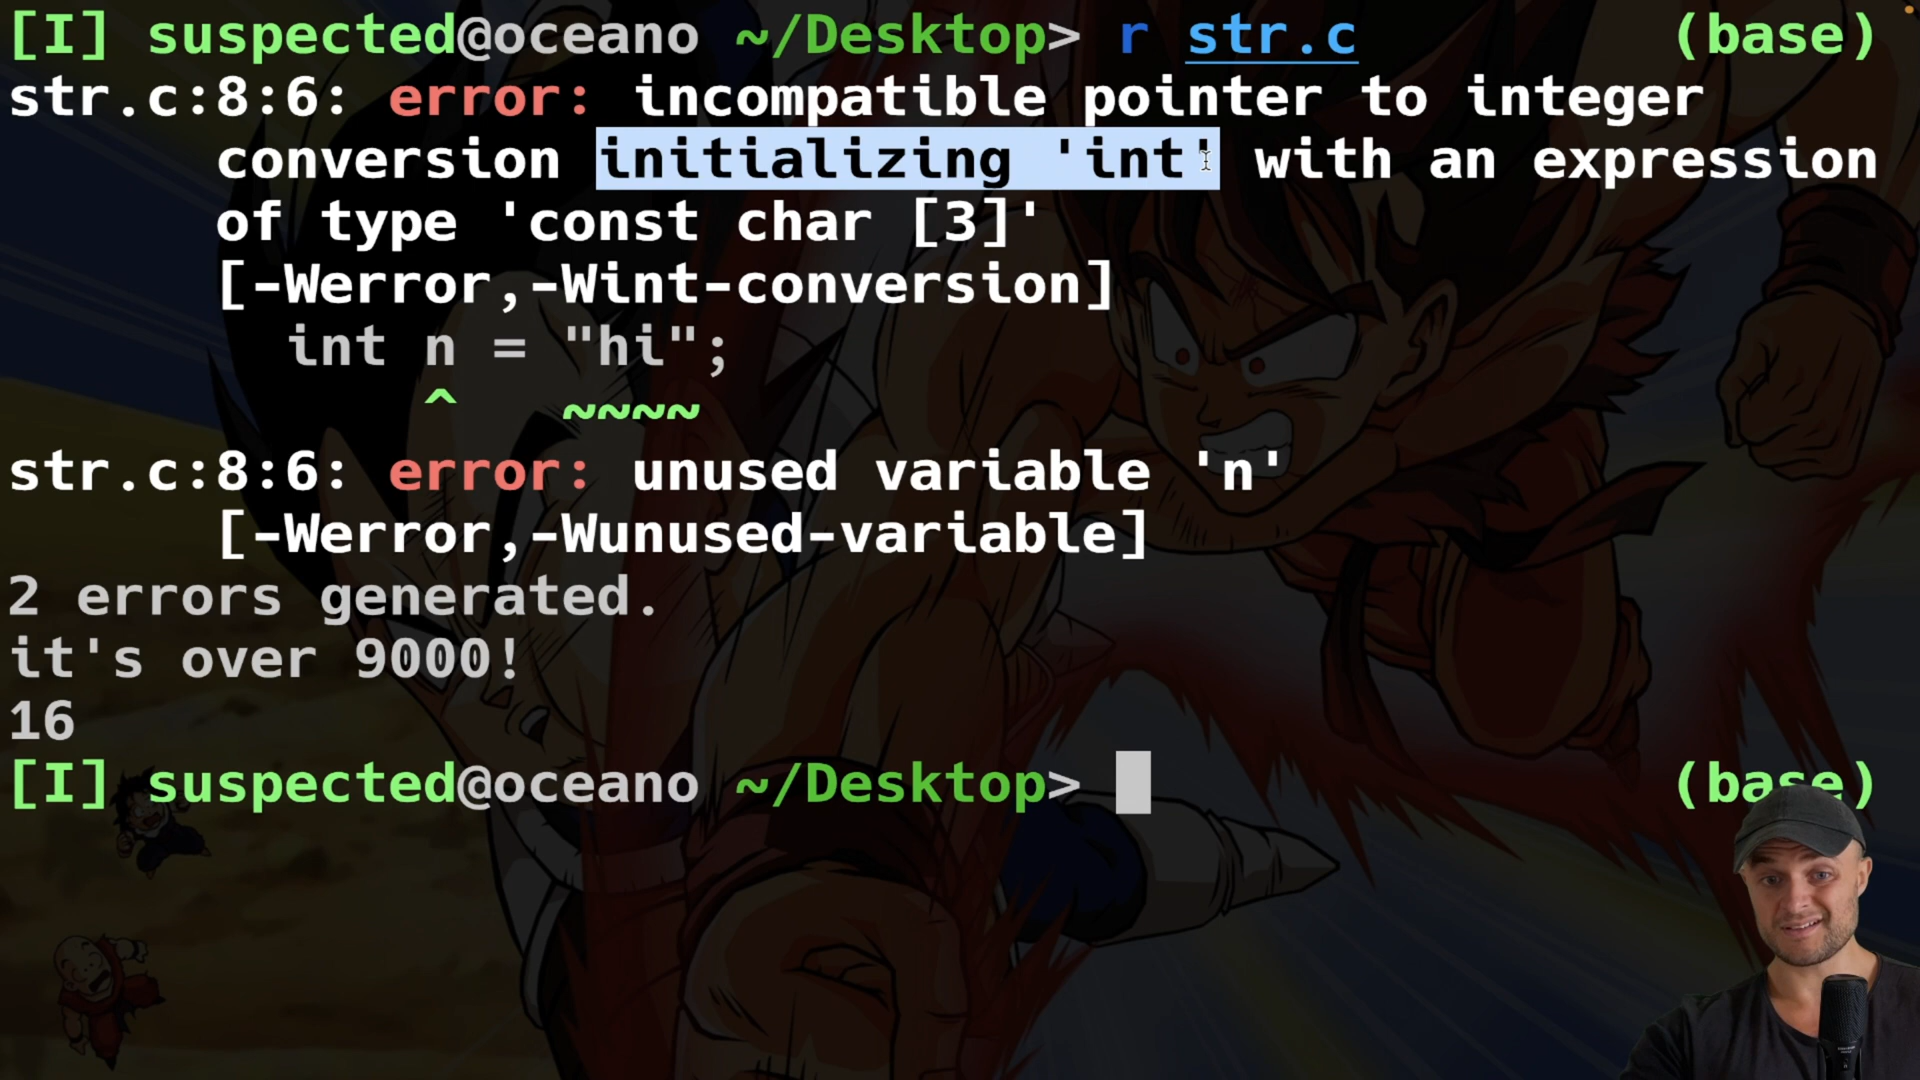 [I] suspected@oceano ~/Desktop> r str.c (base)
str.c:8:6: error: incompatible pointer to integer
conversion initializing 'int' with an expression
of type 'const char [3]'
[-Werror,-Wint-conversion]
int n = "hi";
^ ~~~~
str.c:8:6: error: unused variable 'n'
[-Werror,-Wunused-variable]
2 errors generated.
it's over 9000!
16
[I] suspected@oceano ~/Desktop> (base)